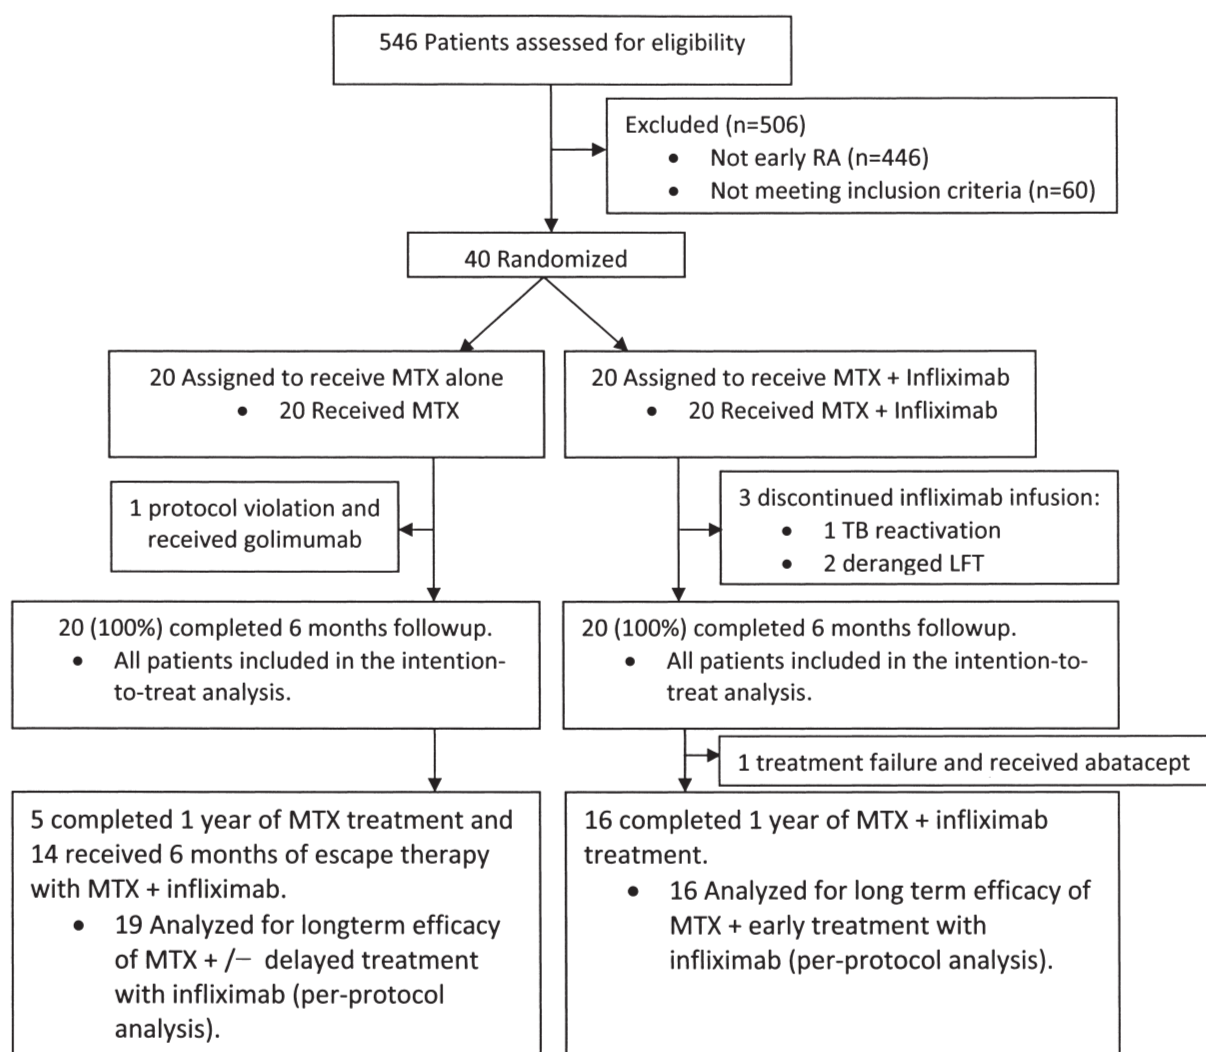 546 Patients assessed for eligibility
Excluded (n=506)
• Not early RA (n=446)
• Not meeting inclusion criteria (n=60)
40 Randomized
20 Assigned to receive MTX alone
• 20 Received MTX
20 Assigned to receive MTX + Infliximab
• 20 Received MTX + Infliximab
1 protocol violation and
received golimumab
3 discontinued infliximab infusion:
• 1 TB reactivation
• 2 deranged LFT
20 (100%) completed 6 months followup.
• All patients included in the intention-
to-treat analysis.
20 (100%) completed 6 months followup.
• All patients included in the intention-to-
treat analysis.
1 treatment failure and received abatacept
5 completed 1 year of MTX treatment and
14 received 6 months of escape therapy
with MTX + infliximab.
• 19 Analyzed for longterm efficacy
of MTX + /− delayed treatment
with infliximab (per-protocol
analysis).
16 completed 1 year of MTX + infliximab
treatment.
• 16 Analyzed for long term efficacy of
MTX + early treatment with
infliximab (per-protocol analysis).